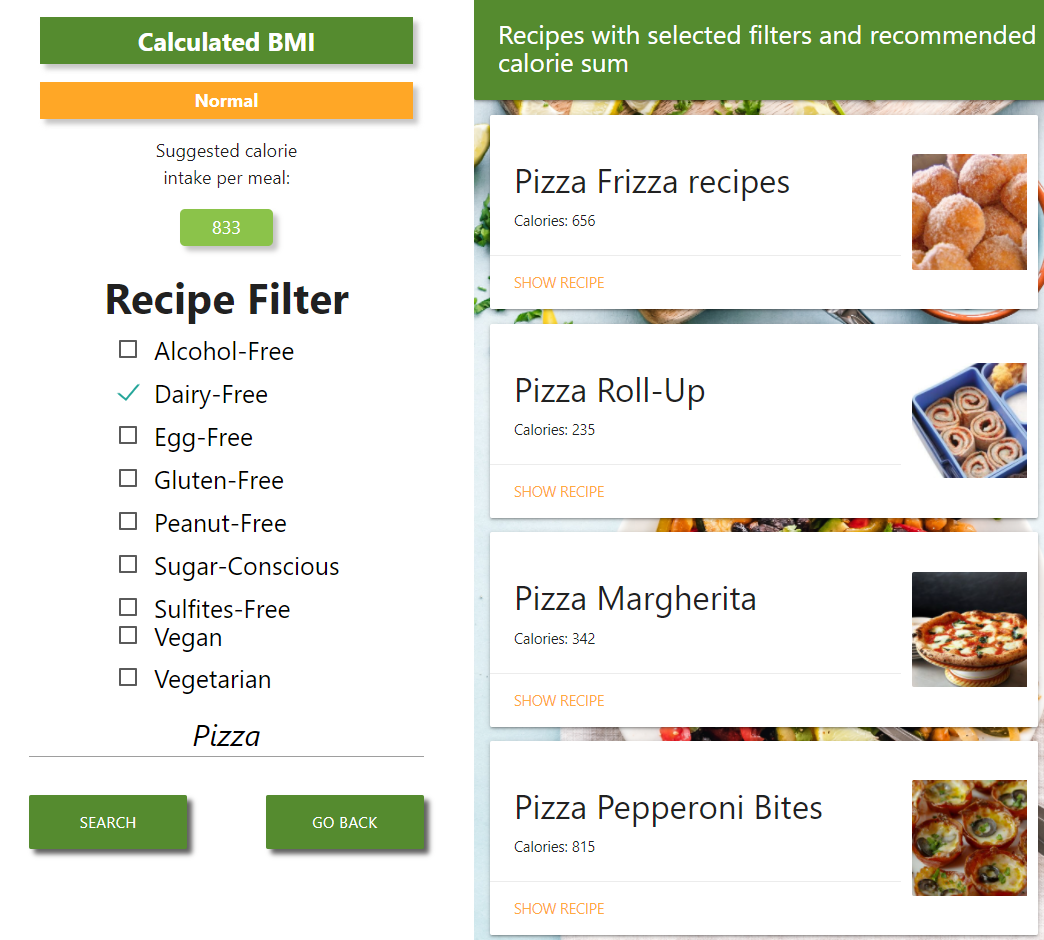 Calculated BMI
Normal
Suggested calorie
intake per meal:
833
Recipe Filter
Alcohol-Free
Dairy-Free
Egg-Free
Gluten-Free
Peanut-Free
Sugar-Conscious
Sulfites-Free
Vegan
Vegetarian
Pizza
SEARCH
GO BACK
Recipes with selected filters and recommended
calorie sum
Pizza Frizza recipes
Calories: 656
SHOW RECIPE
Pizza Roll-Up
Calories: 235
SHOW RECIPE
Pizza Margherita
Calories: 342
SHOW RECIPE
Pizza Pepperoni Bites
Calories: 815
SHOW RECIPE